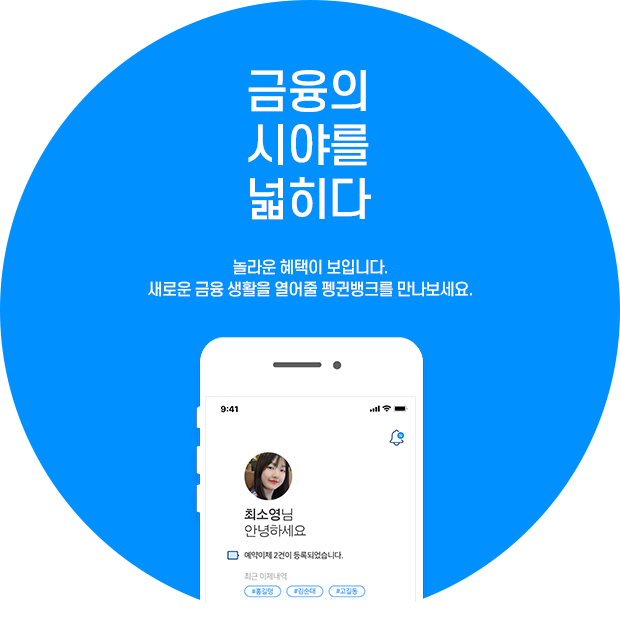 금융의
시야를
넓히다
놀라운 혜택이 보입니다.
새로운 금융 생활을 열어줄 펭귄뱅크를 만나보세요.
9:41
최소영님
안녕하세요
예약이체 2건이 등록되었습니다.
최근 이체내역
#홍길덩 #김순대 #고길동